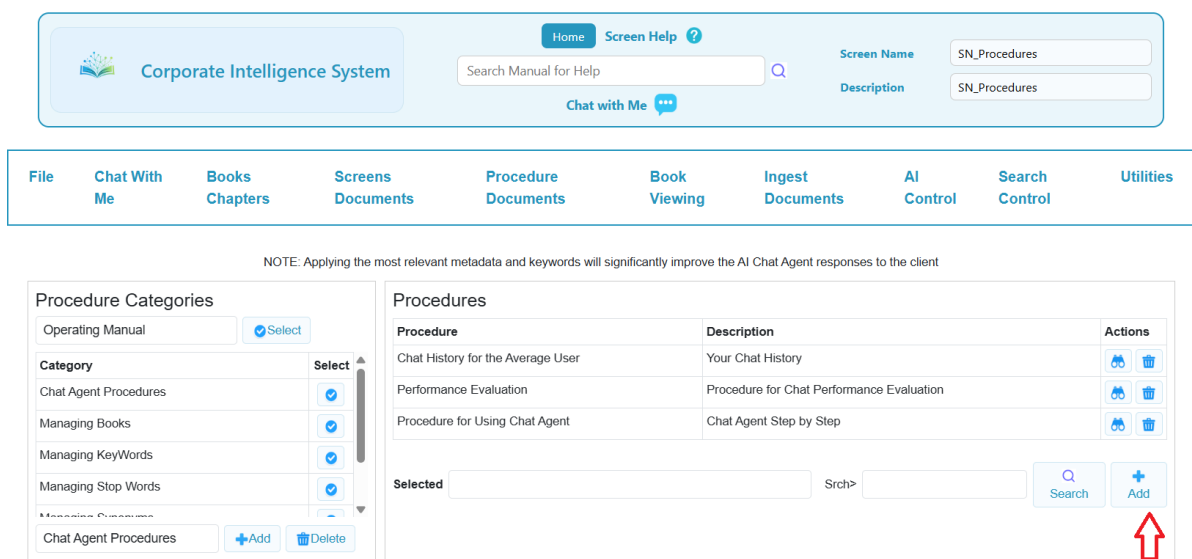 Home Screen Help ?
Corporate Intelligence System
Search Manual for Help
Chat with Me
Screen Name SN_Procedures
Description SN_Procedures
File Chat With Me Books Chapters Screens Documents Procedure Documents Book Viewing Ingest Documents AI Control Search Control Utilities
NOTE: Applying the most relevant metadata and keywords will significantly improve the AI Chat Agent responses to the client
Procedure Categories
Operating Manual Select
Category Select
Chat Agent Procedures
Managing Books
Managing KeyWords
Managing Stop Words
Managing Synonyms
Chat Agent Procedures Add Delete
Procedures
Procedure Description Actions
Chat History for the Average User Your Chat History
Performance Evaluation Procedure for Chat Performance Evaluation
Procedure for Using Chat Agent Chat Agent Step by Step
Selected Srch> Search Add